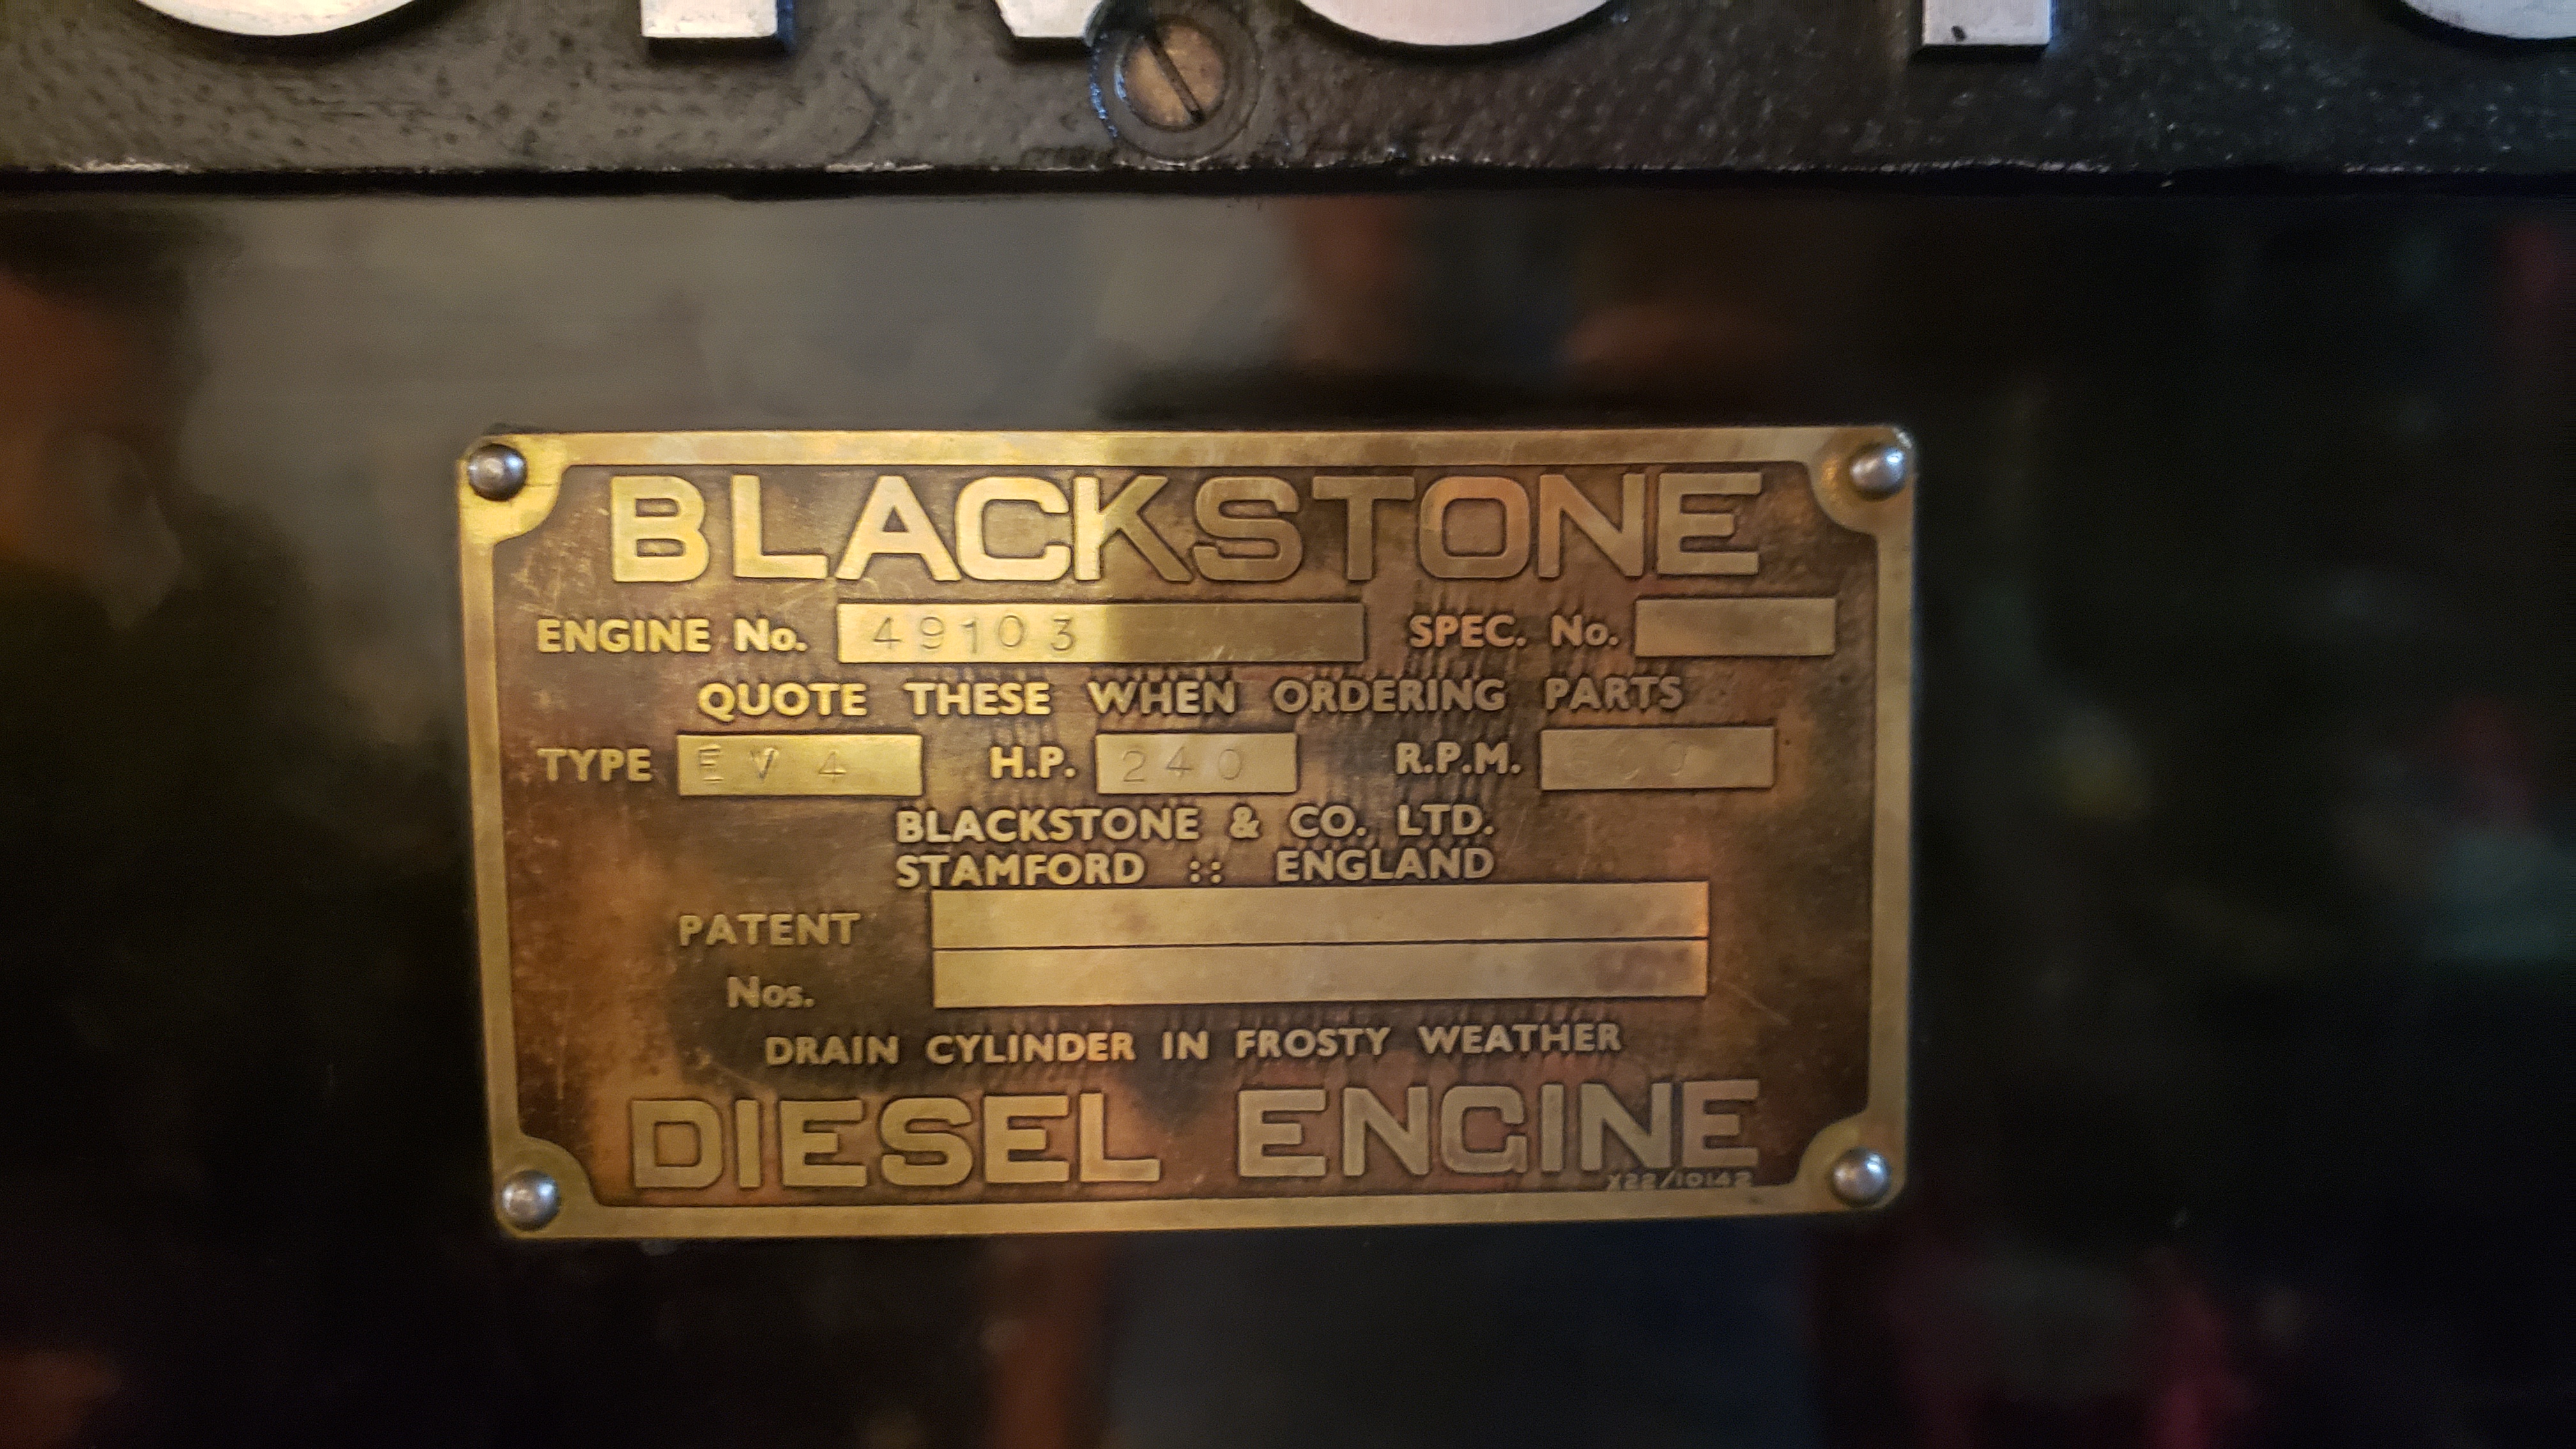 BLACKSTONE
ENGINE No. 49103 SPEC. No.
QUOTE THESE WHEN ORDERING PARTS
TYPE EV4 H.P. 240 R.P.M.
BLACKSTONE & CO. LTD.
STAMFORD :: ENGLAND
PATENT
Nos.
DRAIN CYLINDER IN FROSTY WEATHER
DIESEL ENGINE
X22/10142